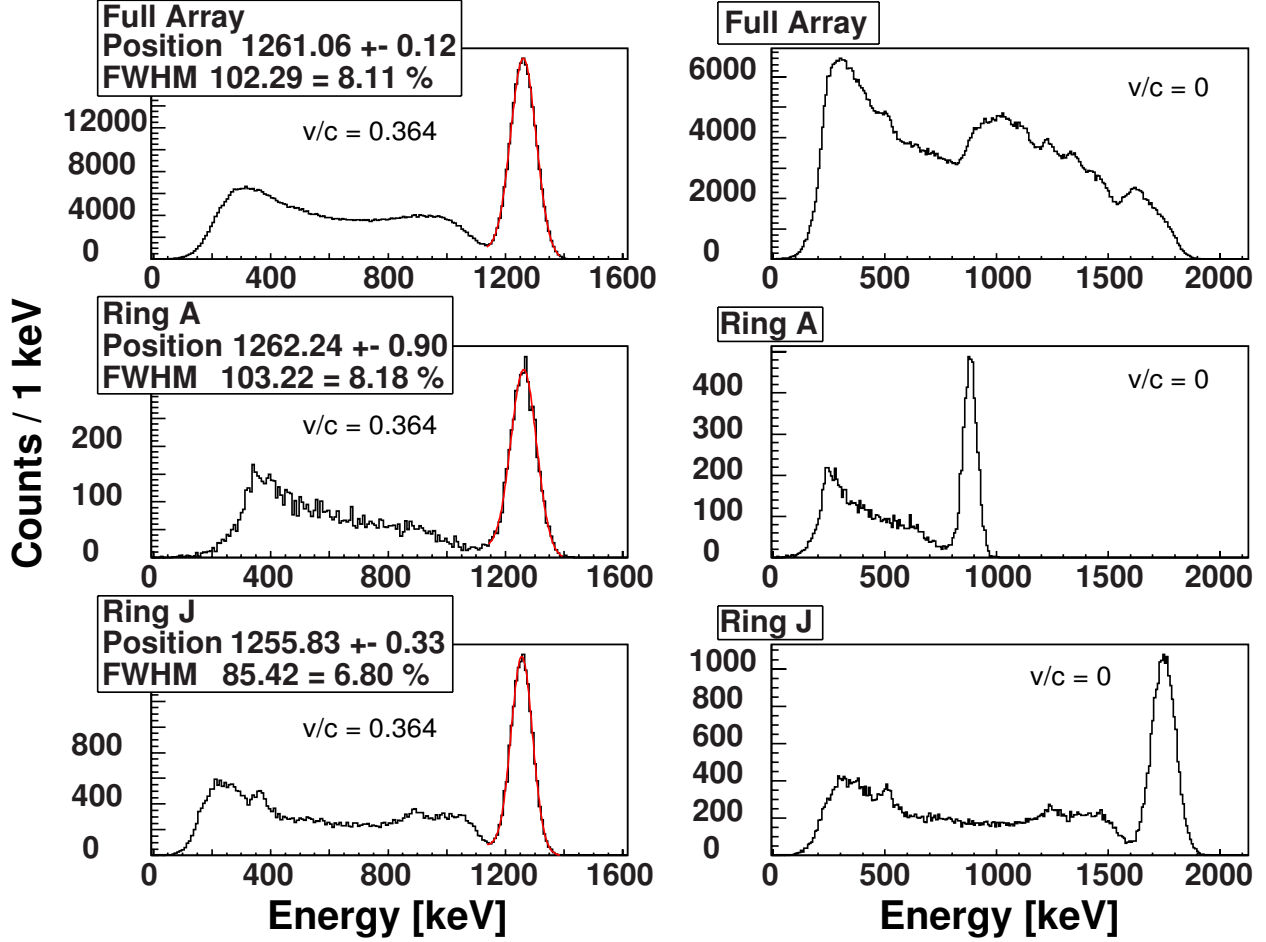 Full Array
Position 1261.06 +- 0.12
FWHM 102.29 = 8.11 %
v/c = 0.364
12000
8000
4000
0
0 400 800 1200 1600
Full Array
v/c = 0
6000
4000
2000
0
0 500 1000 1500 2000
Counts / 1 keV
Ring A
Position 1262.24 +- 0.90
FWHM 103.22 = 8.18 %
v/c = 0.364
200
100
0
0 400 800 1200 1600
Ring A
v/c = 0
400
300
200
100
0
0 500 1000 1500 2000
Ring J
Position 1255.83 +- 0.33
FWHM 85.42 = 6.80 %
v/c = 0.364
800
400
0
0 400 800 1200 1600
Energy [keV]
Ring J
v/c = 0
1000
800
600
400
200
0
0 500 1000 1500 2000
Energy [keV]